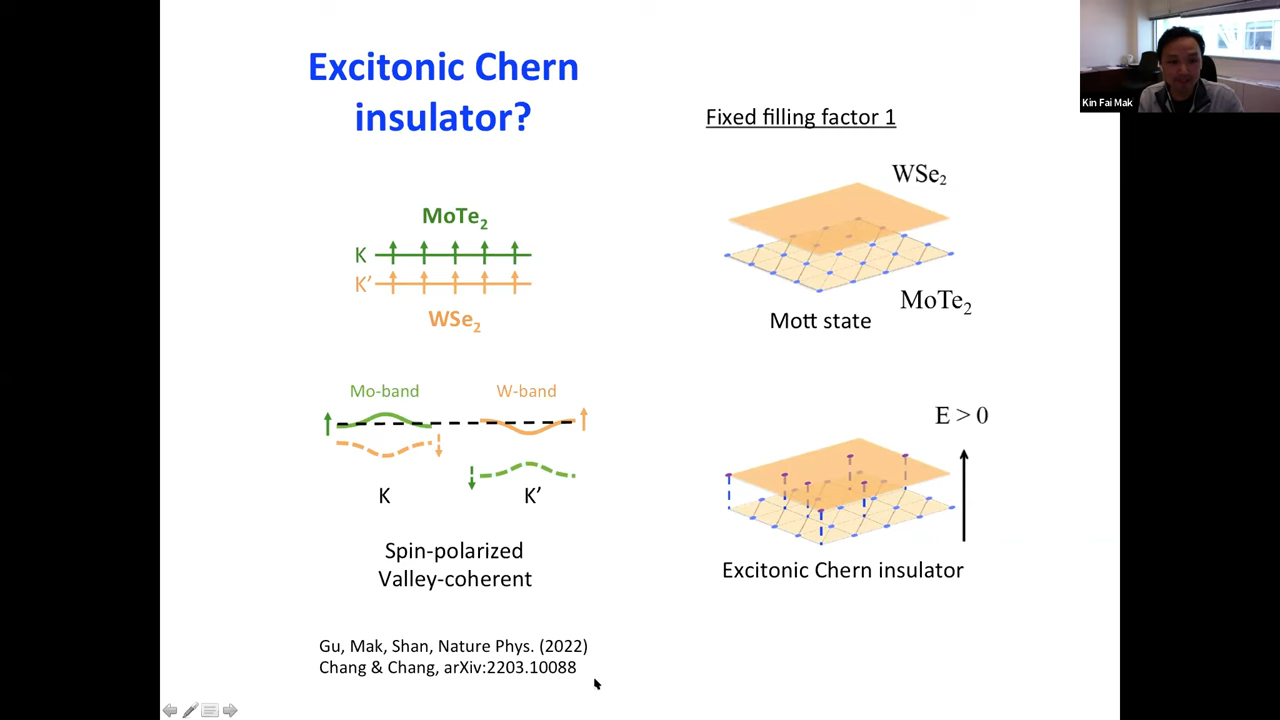 Excitonic Chern
insulator?
MoTe2
K
K’
WSe2
Mo-band
W-band
K
K’
Spin-polarized
Valley-coherent
Gu, Mak, Shan, Nature Phys. (2022)
Chang & Chang, arXiv:2203.10088
Fixed filling factor 1
WSe2
MoTe2
Mott state
E > 0
Excitonic Chern insulator
Kin Fai Mak